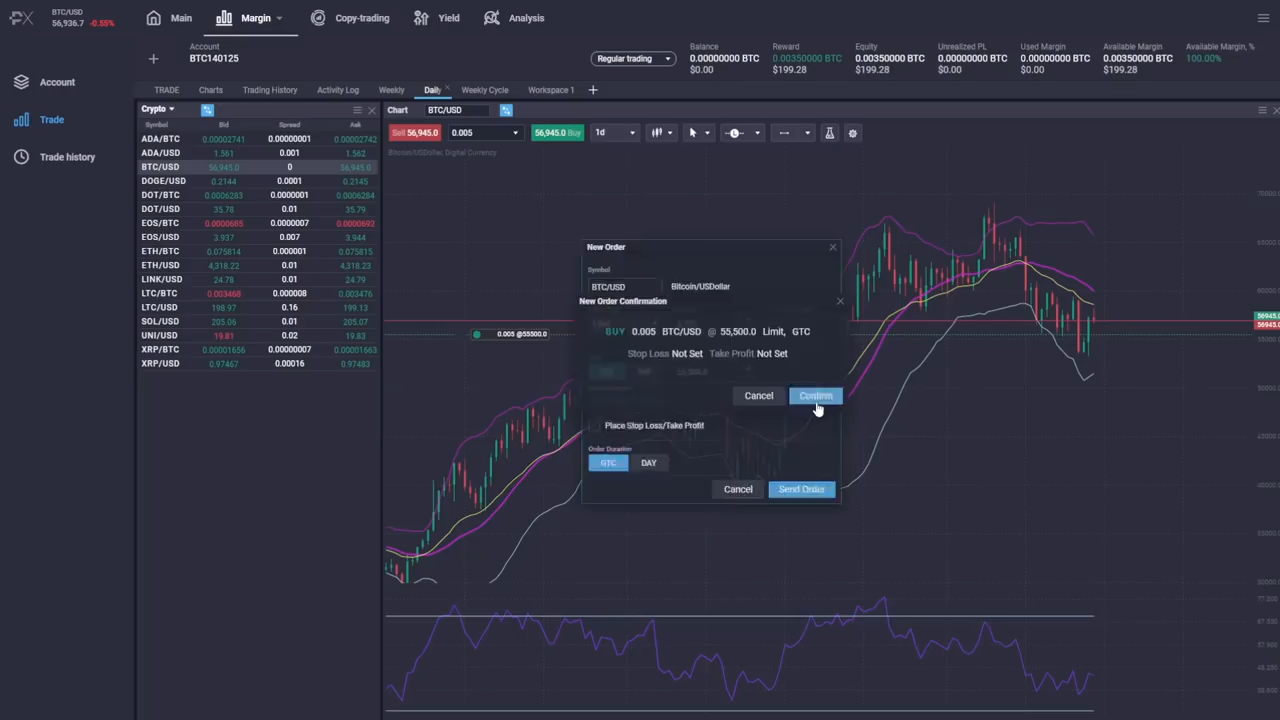 BTC/USD
56,936.7 -0.55%
Main
Margin
Copy-trading
Yield
Analysis
Account
BTC140125
Regular trading
Balance
0.00000000 BTC
$0.00
Reward
0.00350000 BTC
$199.28
Equity
0.00350000 BTC
$199.28
Unrealized PL
0.00000000 BTC
$0.00
Used Margin
0.00000000 BTC
$0.00
Available Margin
0.00350000 BTC
$199.28
Available Margin, %
100.00%
Account
Trade
Trade history
TRADE Charts Trading History Activity Log Weekly Daily Weekly Cycle Workspace 1
Crypto
Symbol Bid Spread Ask
ADA/BTC 0.00002741 0.00000001 0.00002742
ADA/USD 1.561 0.001 1.562
BTC/USD 56,945.0 0 56,945.0
DOGE/USD 0.2144 0.0001 0.2145
DOT/BTC 0.0006283 0.0000001 0.0006284
DOT/USD 35.78 0.01 35.79
EOS/BTC 0.0000685 0.0000007 0.0000692
EOS/USD 3.937 0.007 3.944
ETH/BTC 0.075814 0.000001 0.075815
ETH/USD 4,318.22 0.01 4,318.23
LINK/USD 24.78 0.01 24.79
LTC/BTC 0.003468 0.000008 0.003476
LTC/USD 198.97 0.16 199.13
SOL/USD 205.06 0.01 205.07
UNI/USD 19.81 0.02 19.83
XRP/BTC 0.00001656 0.00000007 0.00001663
XRP/USD 0.97467 0.00016 0.97483
Chart BTC/USD
Sell 56,945.0 0.005 56,945.0 Buy 1d
Bitcoin/USDollar, Digital Currency
0.005 @55500.0
New Order
Symbol
BTC/USD Bitcoin/USDollar
New Order Confirmation
BUY 0.005 BTC/USD @ 55,500.0 Limit, GTC
Stop Loss Not Set Take Profit Not Set
Cancel Confirm
Place Stop Loss/Take Profit
Order Duration
GTC DAY
Cancel Send Order
56945.0
56945.0